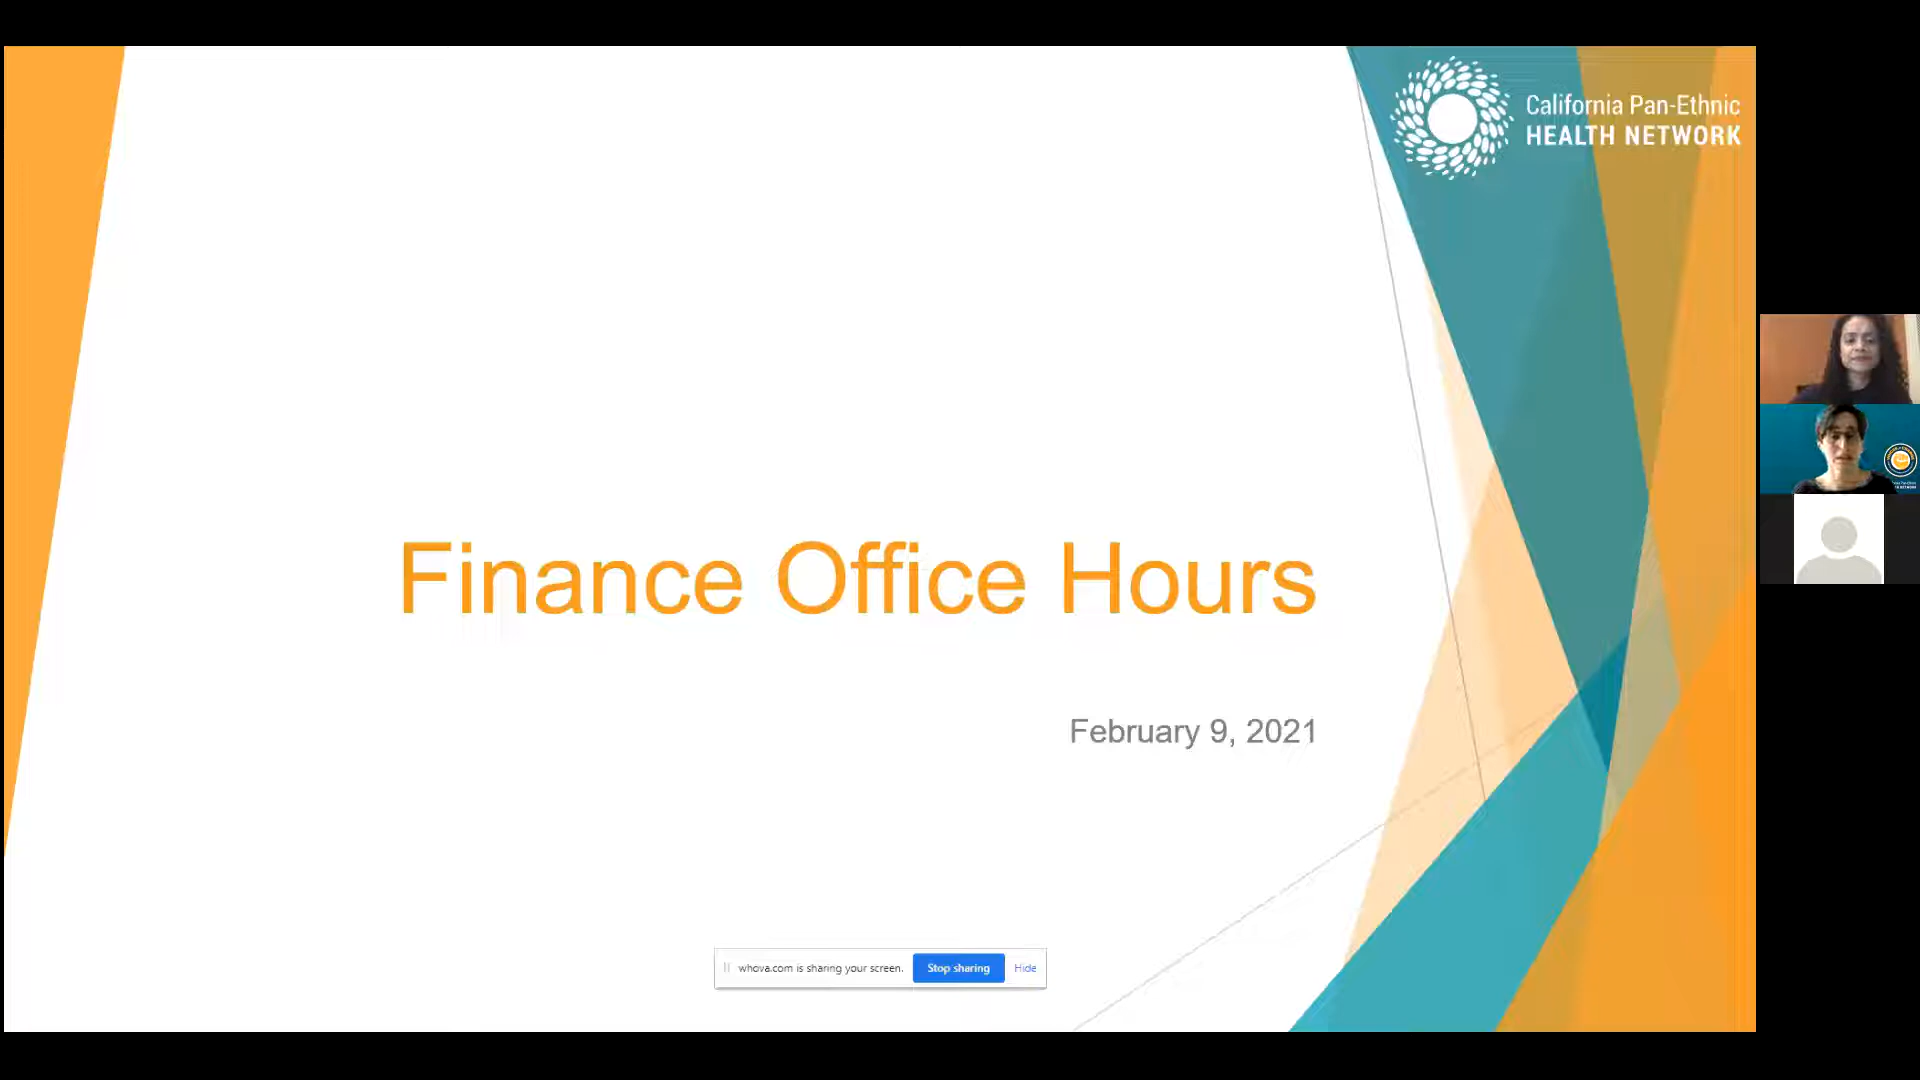 California Pan-Ethnic
HEALTH NETWORK
Finance Office Hours
February 9, 2021
whova.com is sharing your screen. Stop sharing Hide